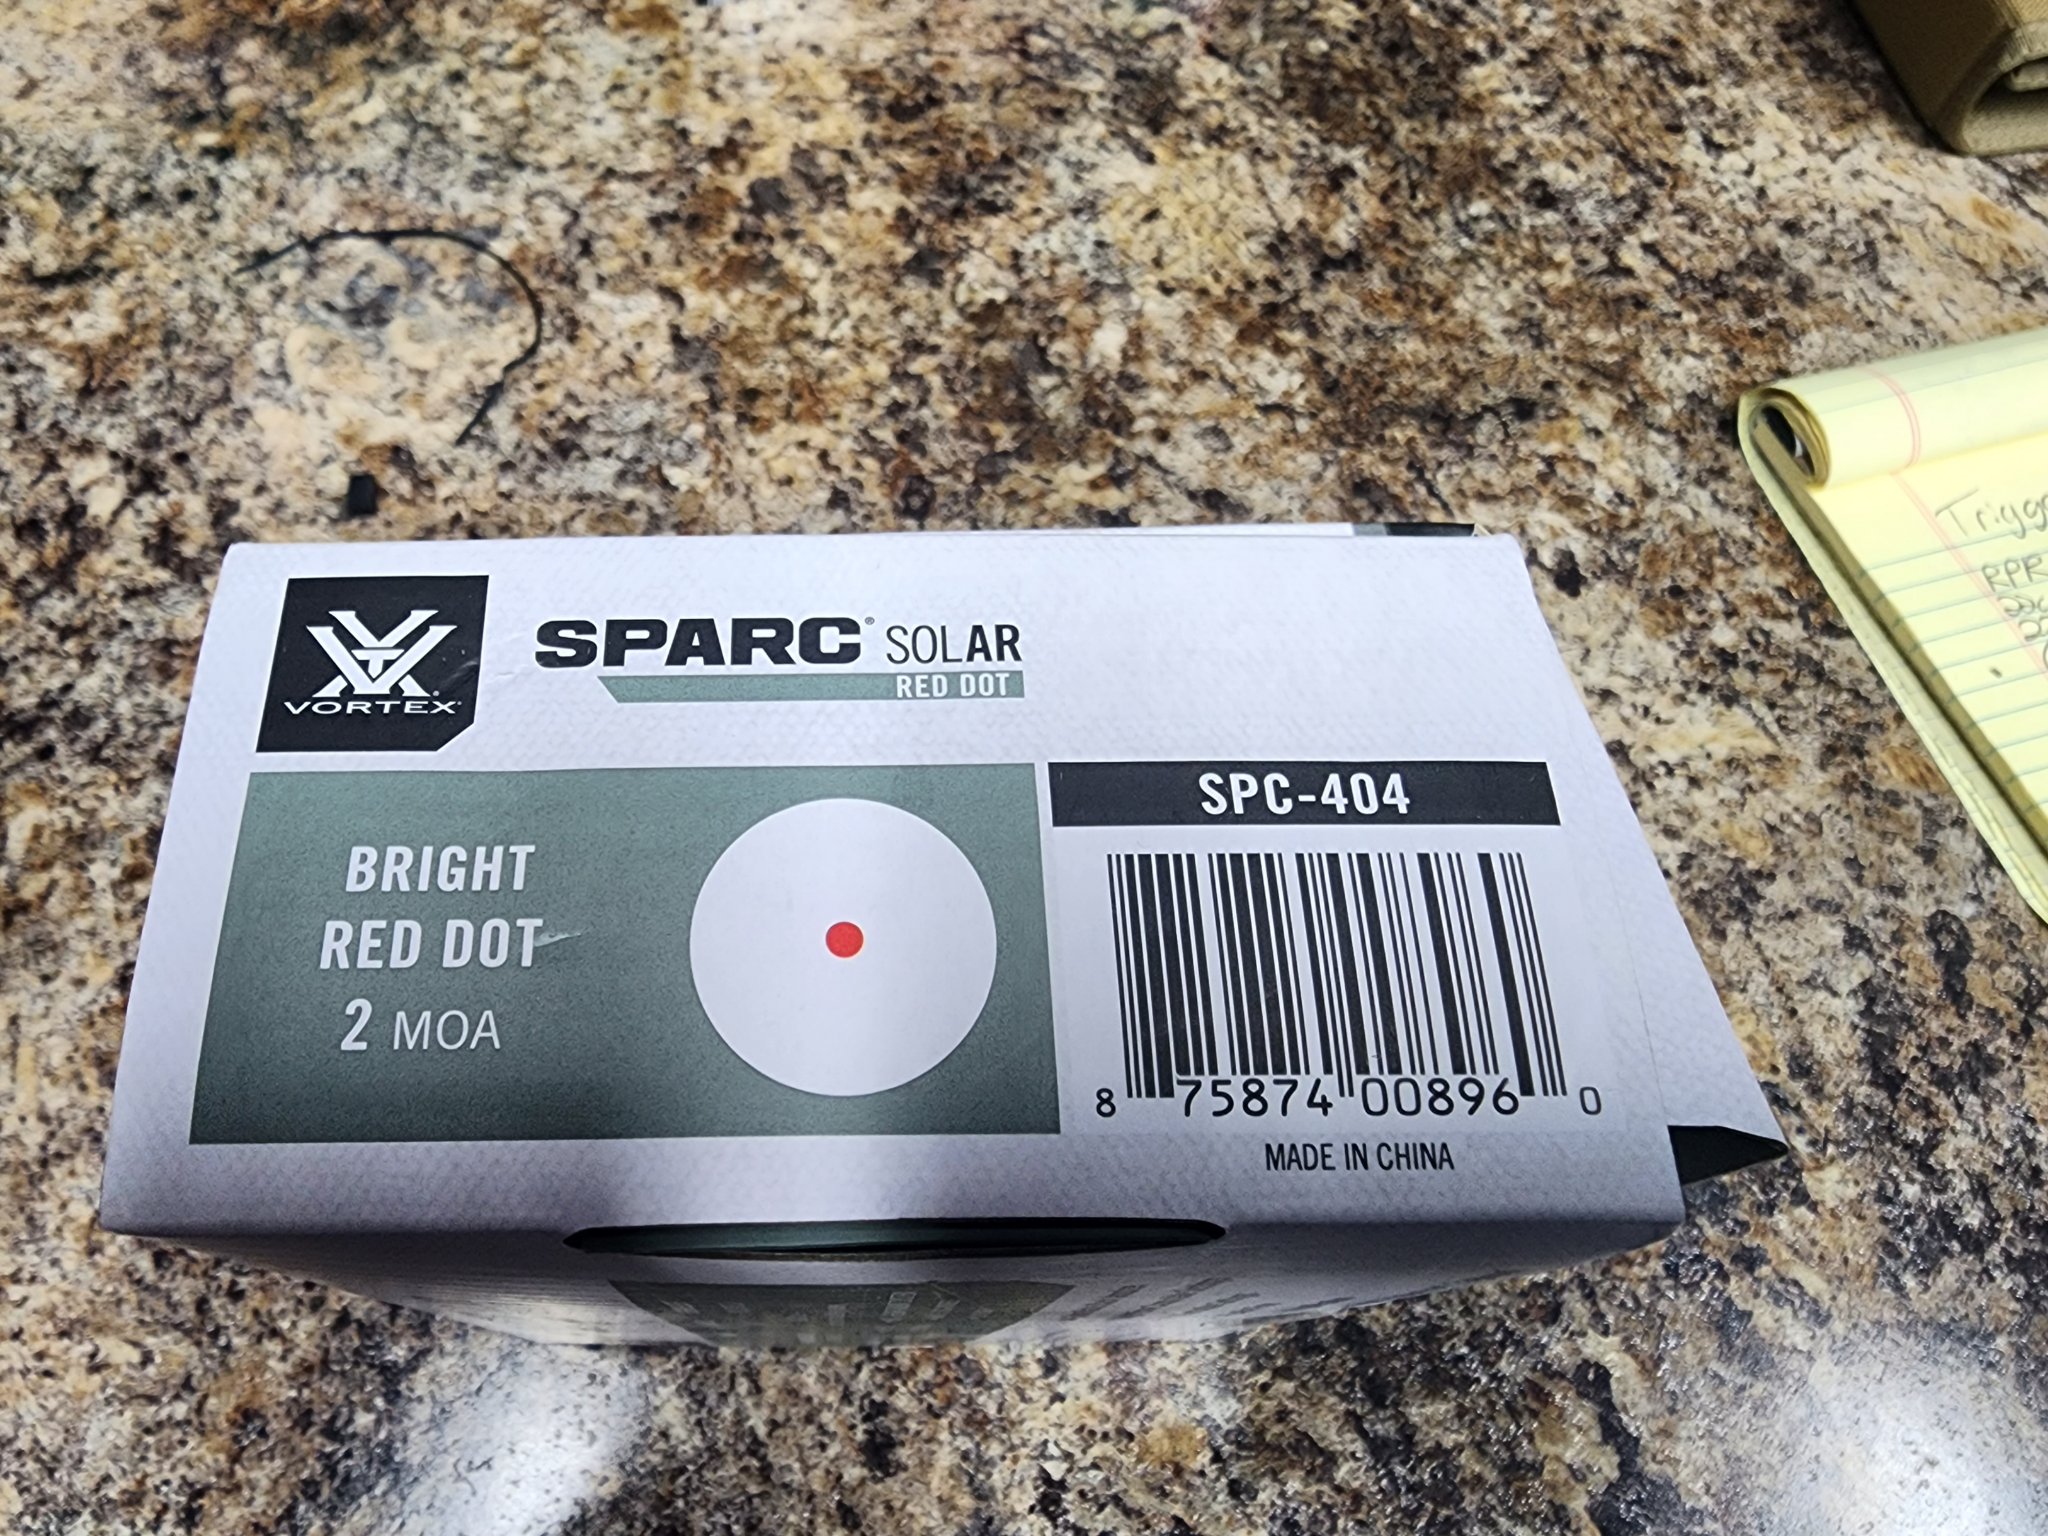 VORTEX®
SPARC® SOLAR
RED DOT
BRIGHT
RED DOT
2 MOA
SPC-404
8 75874 00896 0
MADE IN CHINA
RPR